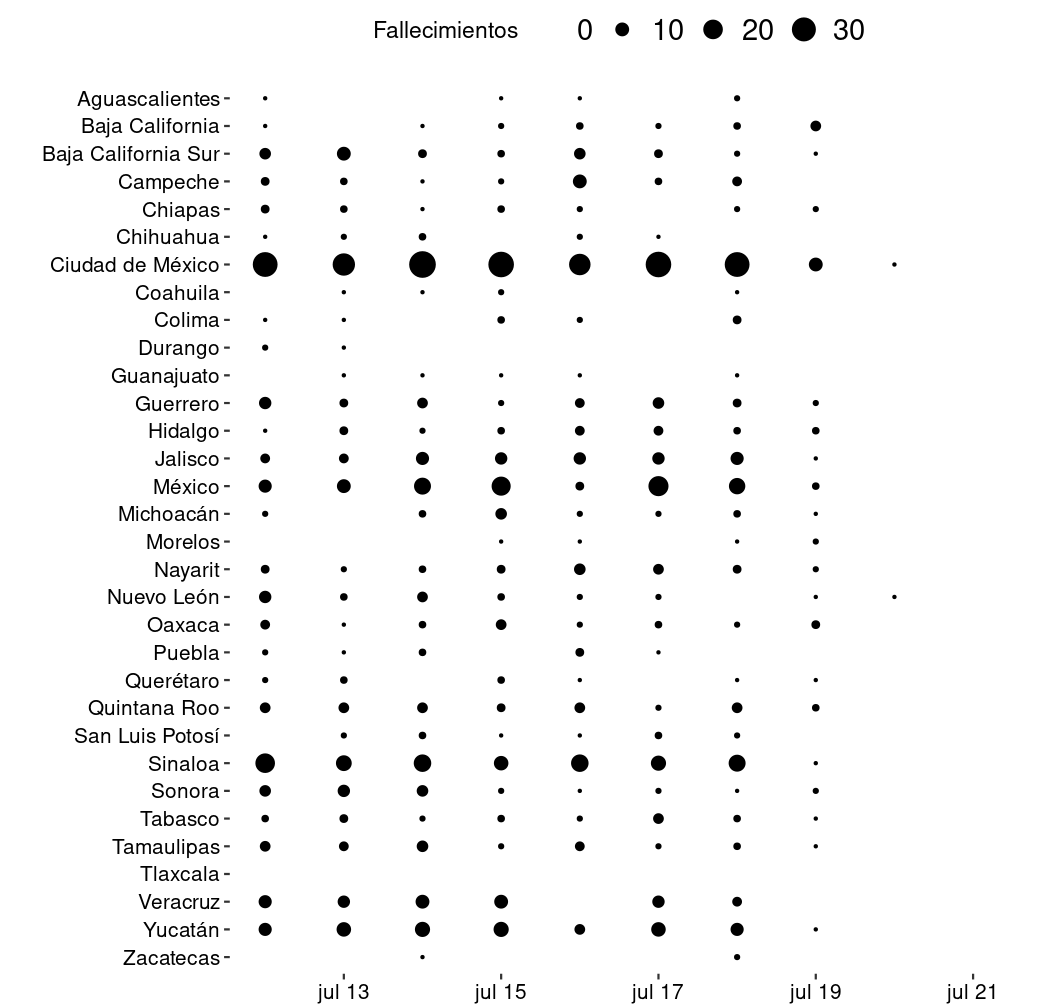 Fallecimientos 0 10 20 30
Aguascalientes
Baja California
Baja California Sur
Campeche
Chiapas
Chihuahua
Ciudad de México
Coahuila
Colima
Durango
Guanajuato
Guerrero
Hidalgo
Jalisco
México
Michoacán
Morelos
Nayarit
Nuevo León
Oaxaca
Puebla
Querétaro
Quintana Roo
San Luis Potosí
Sinaloa
Sonora
Tabasco
Tamaulipas
Tlaxcala
Veracruz
Yucatán
Zacatecas
jul 13 jul 15 jul 17 jul 19 jul 21